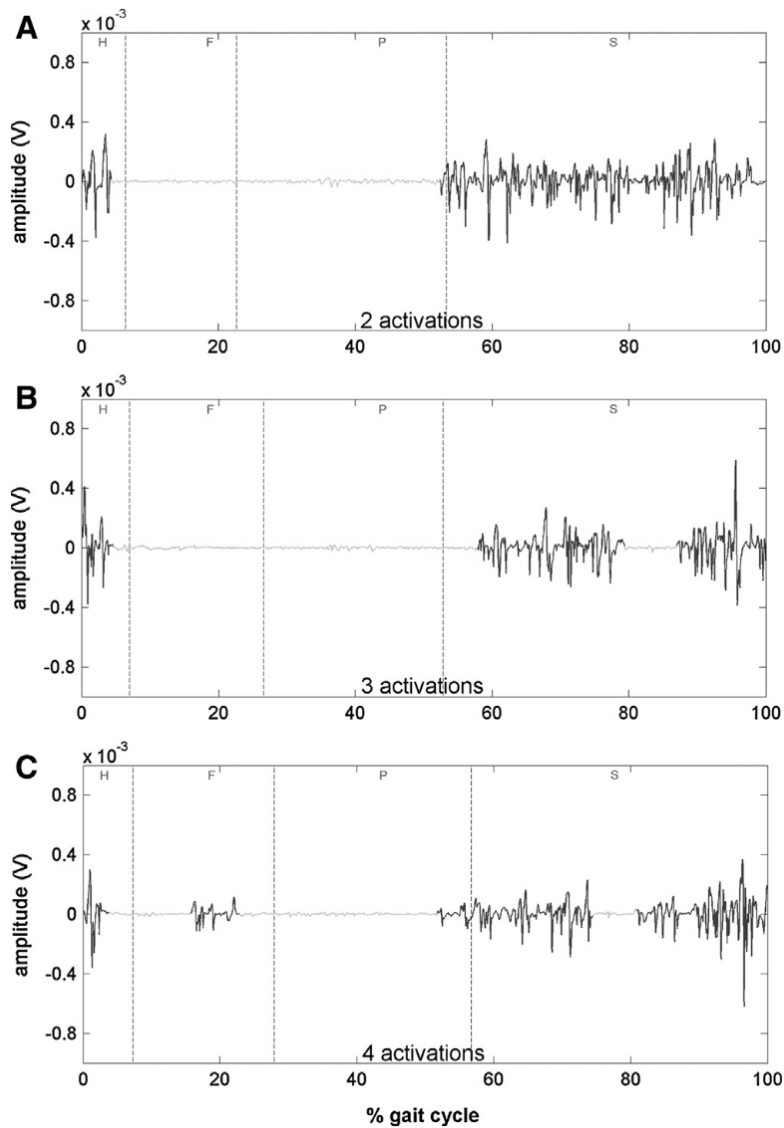 A
x 10-3
H F P S
0.8
0.4
0
-0.4
-0.8
amplitude (V)
2 activations
0 20 40 60 80 100
B
x 10-3
H F P S
0.8
0.4
0
-0.4
-0.8
amplitude (V)
3 activations
0 20 40 60 80 100
C
x 10-3
H F P S
0.8
0.4
0
-0.4
-0.8
amplitude (V)
4 activations
0 20 40 60 80 100
% gait cycle